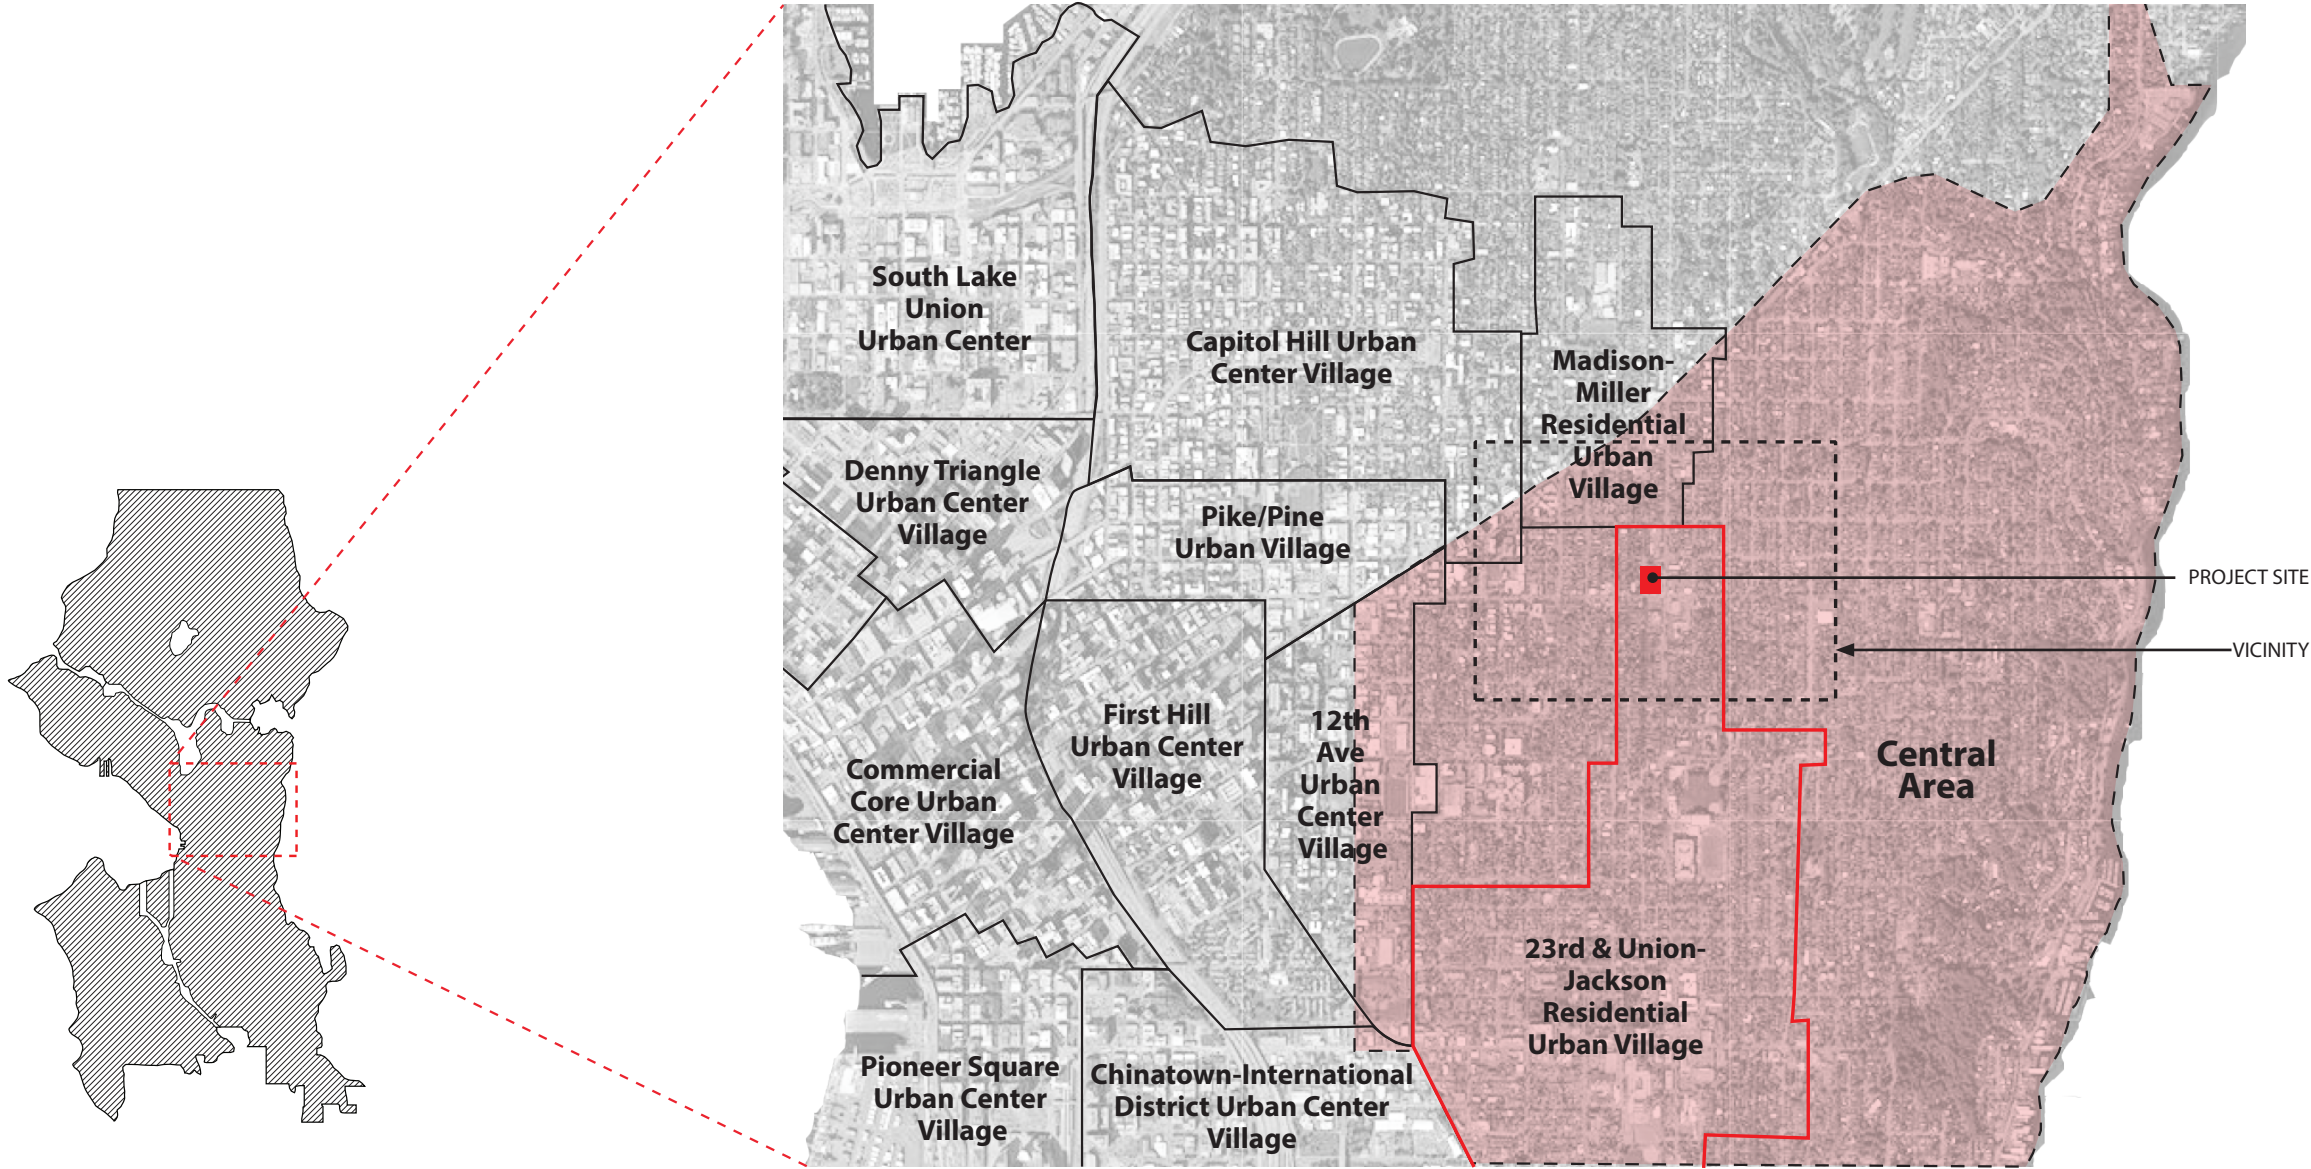 South Lake
Union
Urban Center
Capitol Hill Urban
Center Village
Madison-
Miller
Residential
Urban
Village
Denny Triangle
Urban Center
Village
Pike/Pine
Urban Village
PROJECT SITE
VICINITY
First Hill
Urban Center
Village
12th
Ave
Urban
Center
Village
Central
Area
Commercial
Core Urban
Center Village
23rd & Union-
Jackson
Residential
Urban Village
Pioneer Square
Urban Center
Village
Chinatown-International
District Urban Center
Village